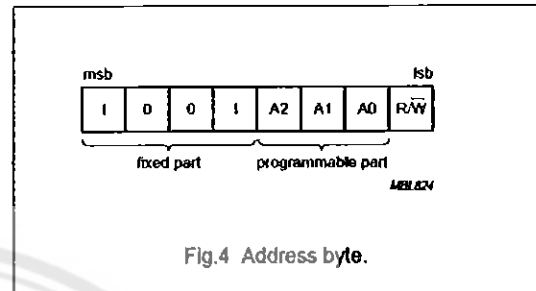 msb lsb
1 0 0 1 A2 A1 A0 R/W̅
fixed part programmable part
MBL824
Fig.4 Address byte.